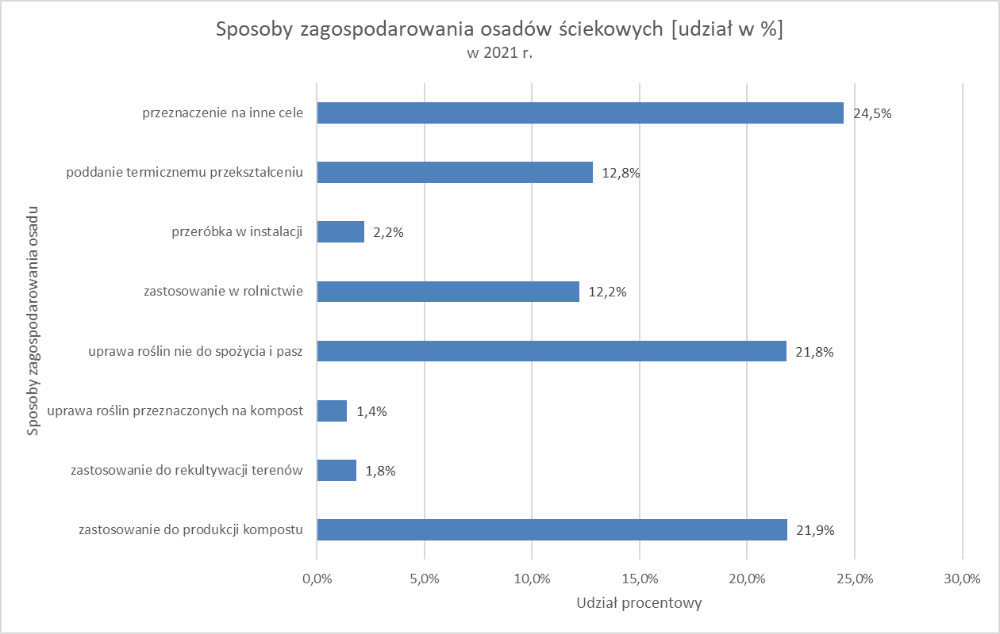 Sposoby zagospodarowania osadów ściekowych [udział w %]
w 2021 r.
Sposoby zagospodarowania osadu
przeznaczenie na inne cele 24,5%
poddanie termicznemu przekształceniu 12,8%
przeróbka w instalacji 2,2%
zastosowanie w rolnictwie 12,2%
uprawa roślin nie do spożycia i pasz 21,8%
uprawa roślin przeznaczonych na kompost 1,4%
zastosowanie do rekultywacji terenów 1,8%
zastosowanie do produkcji kompostu 21,9%
0,0% 5,0% 10,0% 15,0% 20,0% 25,0% 30,0%
Udział procentowy